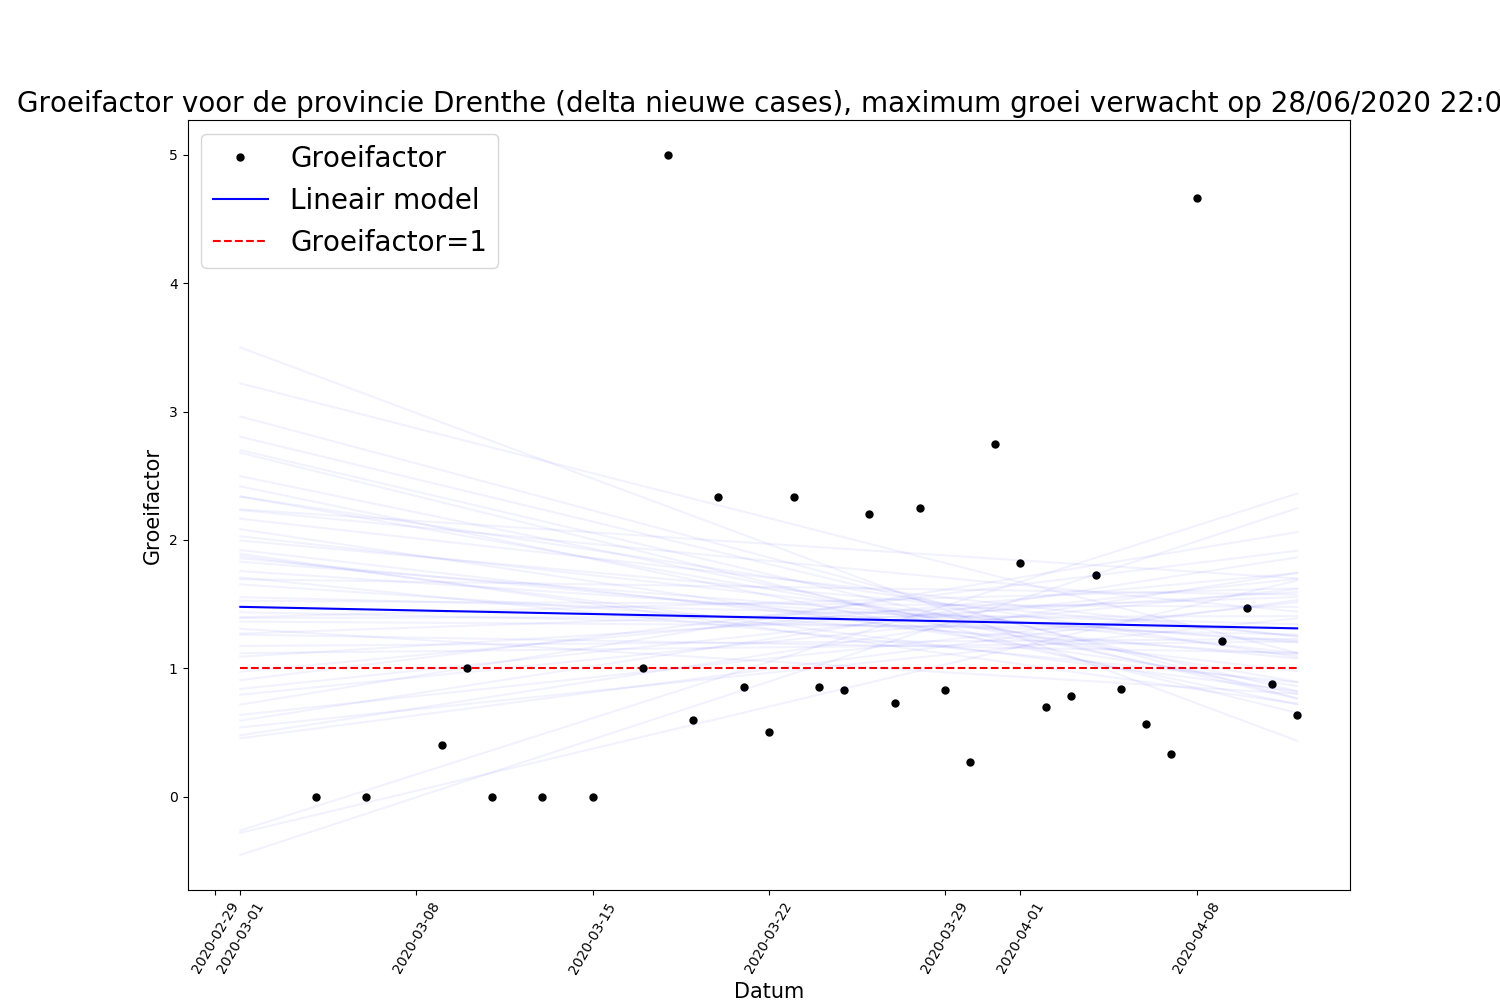 Groeifactor voor de provincie Drenthe (delta nieuwe cases), maximum groei verwacht op 28/06/2020 22:0
Groeifactor
Lineair model
Groeifactor=1
5
4
3
2
1
0
Groeifactor
2020-02-29
2020-03-01
2020-03-08
2020-03-15
2020-03-22
2020-03-29
2020-04-01
2020-04-08
Datum